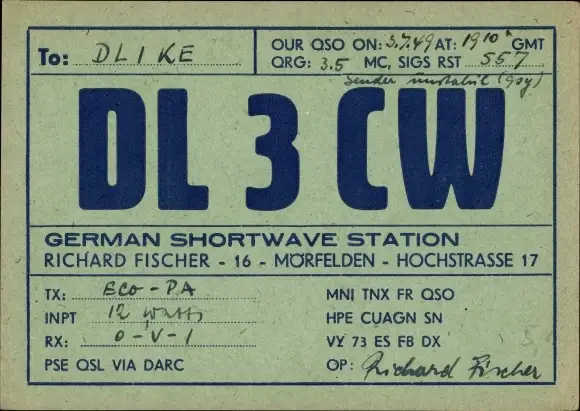 To: DL1KE
OUR QSO ON: 3.7.49 AT: 1910 GMT
QRG: 3.5 MC, SIGS RST 557
Sender instabil (qsy)
DL 3 CW
GERMAN SHORTWAVE STATION
RICHARD FISCHER - 16 - MÖRFELDEN - HOCHSTRASSE 17
TX: ECO - PA
INPT 12 watts
RX: 0-V-1
PSE QSL VIA DARC
MNI TNX FR QSO
HPE CUAGN SN
VY 73 ES FB DX
OP: Richard Fischer